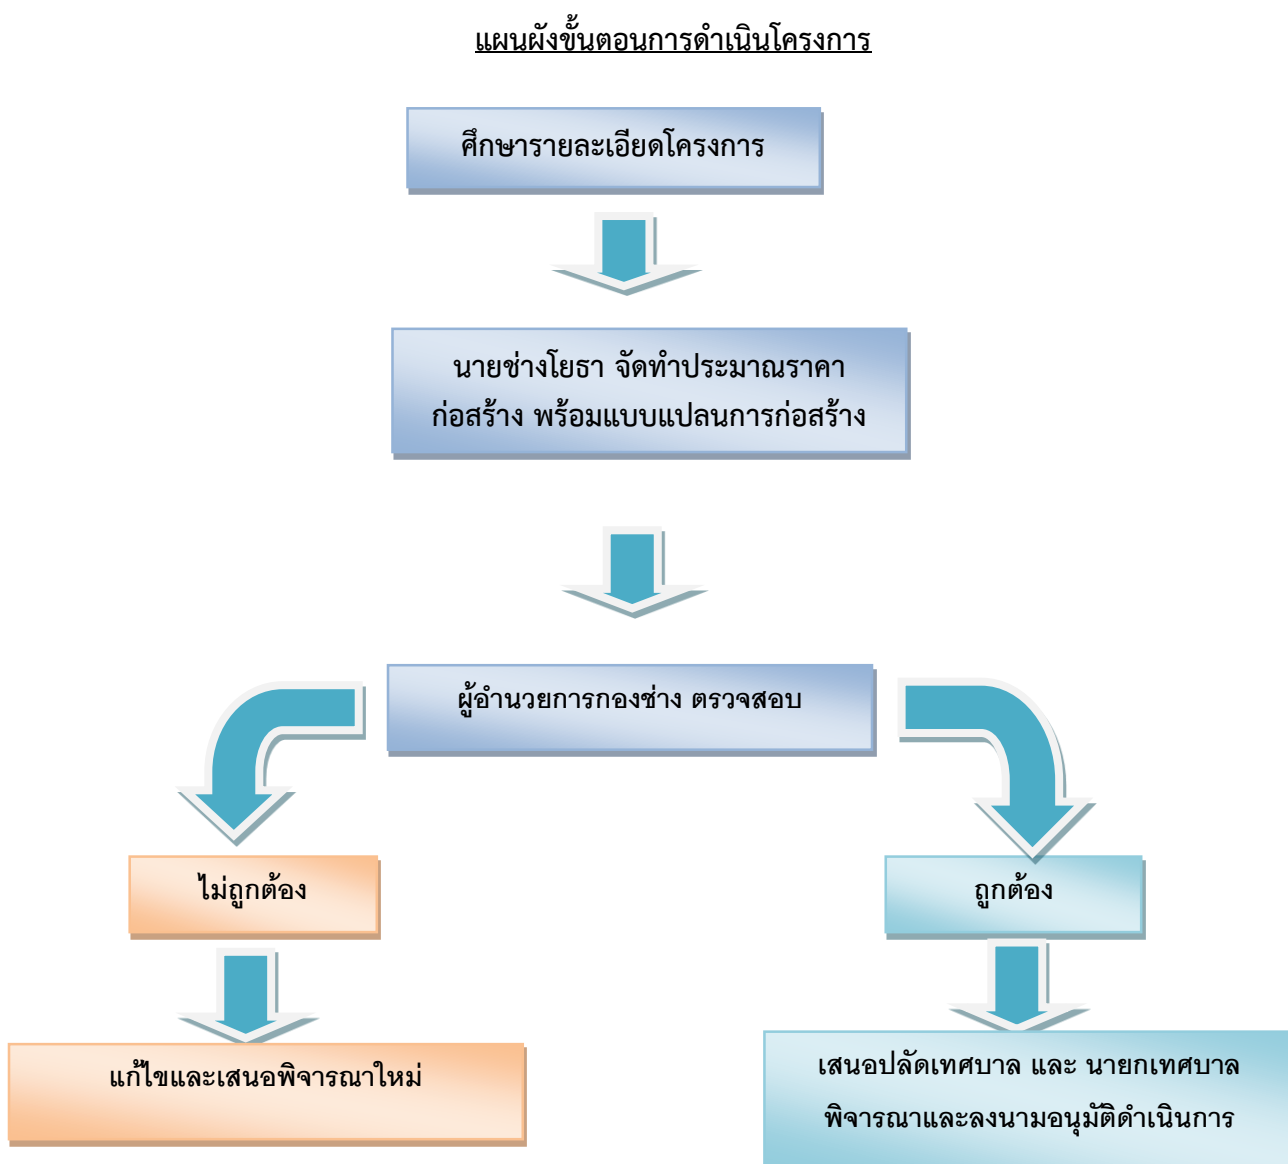 แผนผังขั้นตอนการดำเนินโครงการ
ศึกษารายละเอียดโครงการ
นายช่างโยธา จัดทำประมาณราคา
ก่อสร้าง พร้อมแบบแปลนการก่อสร้าง
ผู้อำนวยการกองช่าง ตรวจสอบ
ไม่ถูกต้อง
ถูกต้อง
แก้ไขและเสนอพิจารณาใหม่
เสนอปลัดเทศบาล และ นายกเทศบาล
พิจารณาและลงนามอนุมัติดำเนินการ